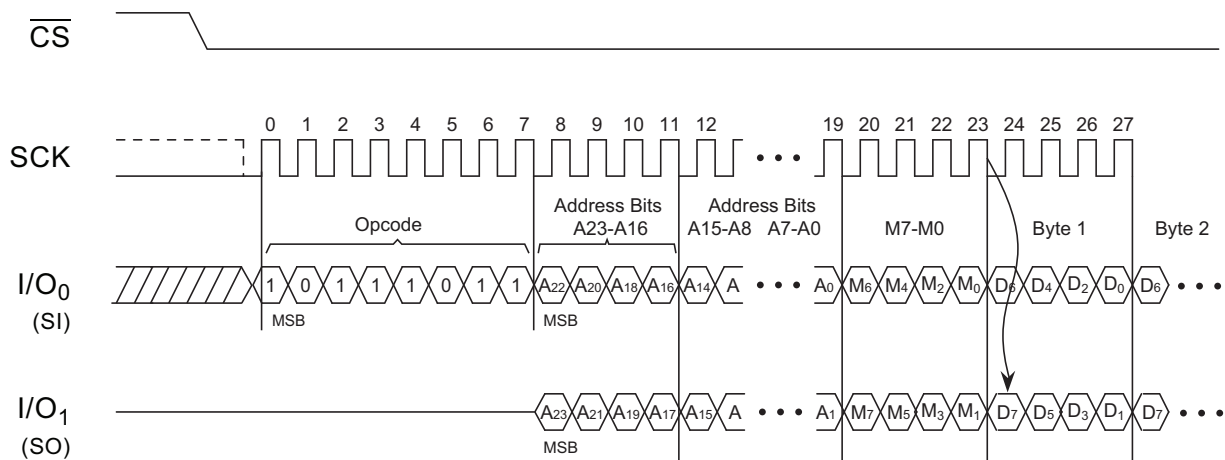 CS
SCK
0 1 2 3 4 5 6 7 8 9 10 11 12 • • • 19 20 21 22 23 24 25 26 27
Opcode
Address Bits
A23-A16
Address Bits
A15-A8 A7-A0
M7-M0
Byte 1
Byte 2
I/O0
(SI)
1 0 1 1 1 0 1 1 A22 A20 A18 A16 A14 A • • • A0 M6 M4 M2 M0 D6 D4 D2 D0 D6 • • •
MSB
MSB
I/O1
(SO)
A23 A21 A19 A17 A15 A • • • A1 M7 M5 M3 M1 D7 D5 D3 D1 D7 • • •
MSB